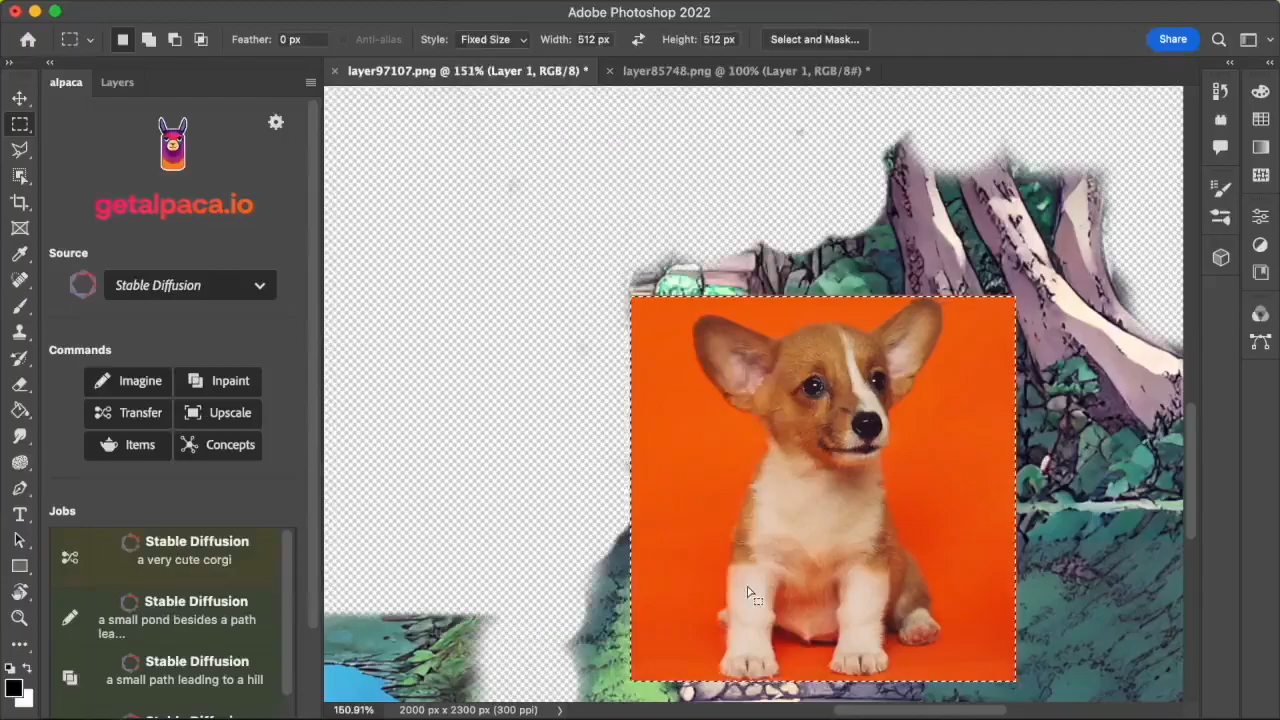 Adobe Photoshop 2022
Feather: 0 px
Anti-alias
Style: Fixed Size
Width: 512 px
Height: 512 px
Select and Mask...
Share
alpaca
Layers
layer97107.png @ 151% (Layer 1, RGB/8) *
layer85748.png @ 100% (Layer 1, RGB/8#) *
getalpaca.io
Source
Stable Diffusion
Commands
Imagine
Inpaint
Transfer
Upscale
Items
Concepts
Jobs
Stable Diffusion
a very cute corgi
Stable Diffusion
a small pond besides a path
lea...
Stable Diffusion
a small path leading to a hill
150.91%
2000 px x 2300 px (300 ppi)